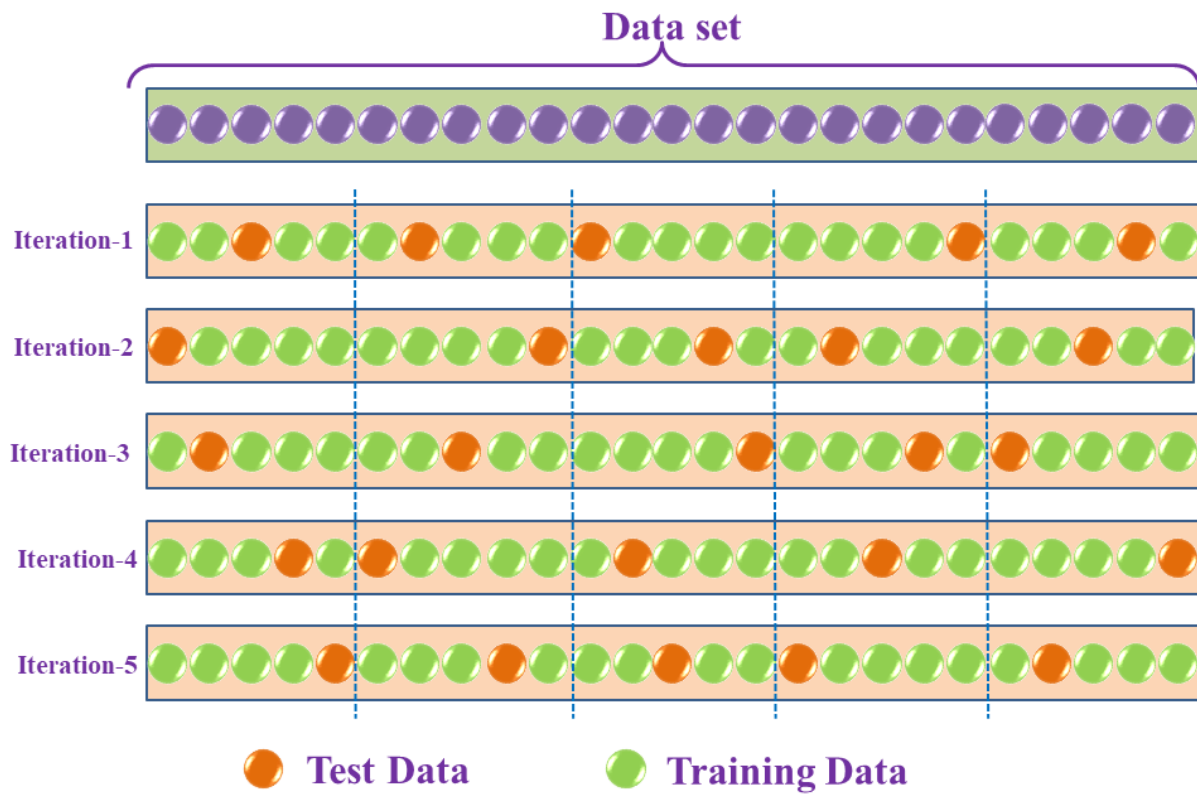 Data set
Iteration-1
Iteration-2
Iteration-3
Iteration-4
Iteration-5
Test Data
Training Data